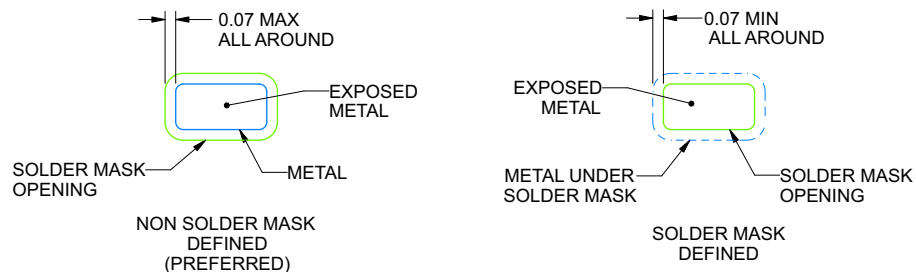 0.07 MAX
ALL AROUND
EXPOSED
METAL
SOLDER MASK
OPENING
METAL
NON SOLDER MASK
DEFINED
(PREFERRED)
0.07 MIN
ALL AROUND
EXPOSED
METAL
METAL UNDER
SOLDER MASK
SOLDER MASK
OPENING
SOLDER MASK
DEFINED